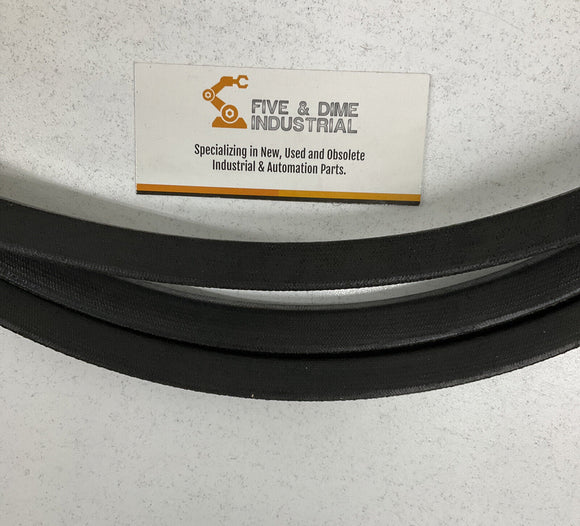 FIVE & DIME
INDUSTRIAL
Specializing in New, Used and Obsolete
Industrial & Automation Parts.